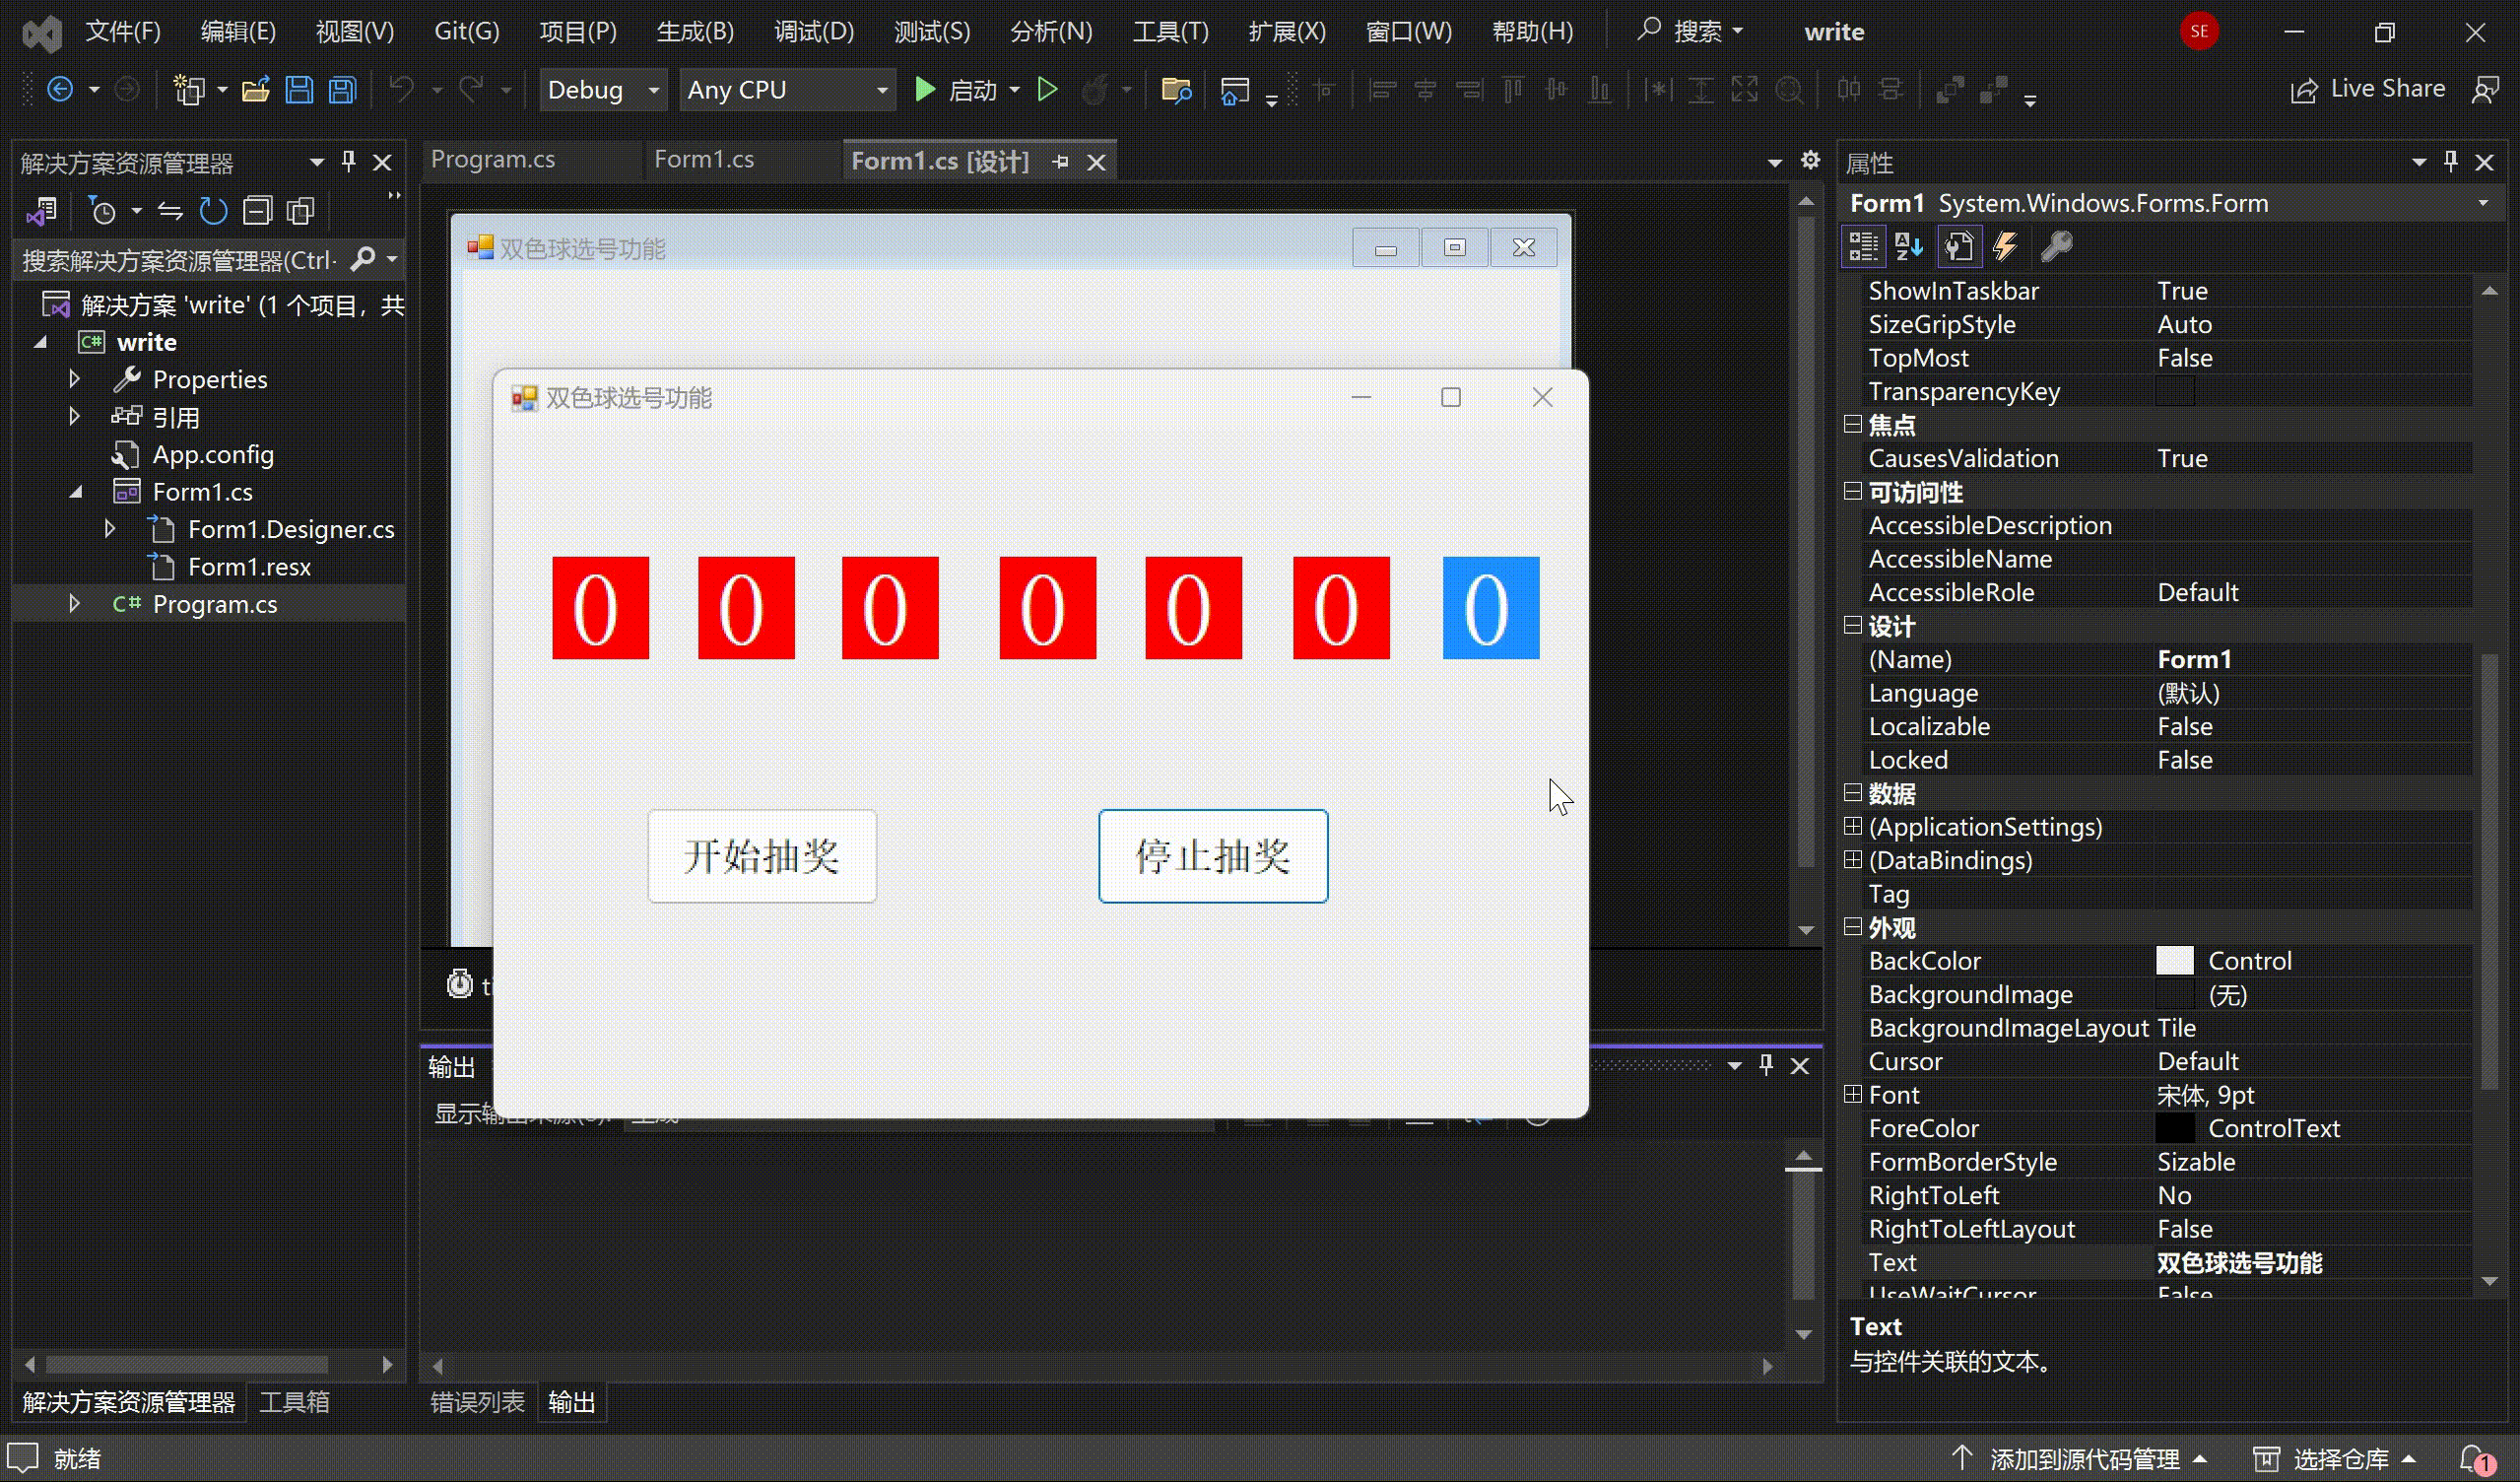 文件(F) 编辑(E) 视图(V) Git(G) 项目(P) 生成(B) 调试(D) 测试(S) 分析(N) 工具(T) 扩展(X) 窗口(W) 帮助(H) 搜索 write SE
Debug Any CPU 启动 Live Share
解决方案资源管理器
搜索解决方案资源管理器(Ctrl-
解决方案 'write' (1 个项目，共
write
Properties
引用
App.config
Form1.cs
Form1.Designer.cs
Form1.resx
C# Program.cs
解决方案资源管理器 工具箱
Program.cs Form1.cs Form1.cs [设计]
双色球选号功能
双色球选号功能
0 0 0 0 0 0 0
开始抽奖 停止抽奖
输出
错误列表 输出
属性
Form1 System.Windows.Forms.Form
ShowInTaskbar True
SizeGripStyle Auto
TopMost False
TransparencyKey
焦点
CausesValidation True
可访问性
AccessibleDescription
AccessibleName
AccessibleRole Default
设计
(Name) Form1
Language (默认)
Localizable False
Locked False
数据
(ApplicationSettings)
(DataBindings)
Tag
外观
BackColor Control
BackgroundImage (无)
BackgroundImageLayout Tile
Cursor Default
Font 宋体, 9pt
ForeColor ControlText
FormBorderStyle Sizable
RightToLeft No
RightToLeftLayout False
Text 双色球选号功能
UseWaitCursor False
Text
与控件关联的文本。
就绪 添加到源代码管理 选择仓库 1